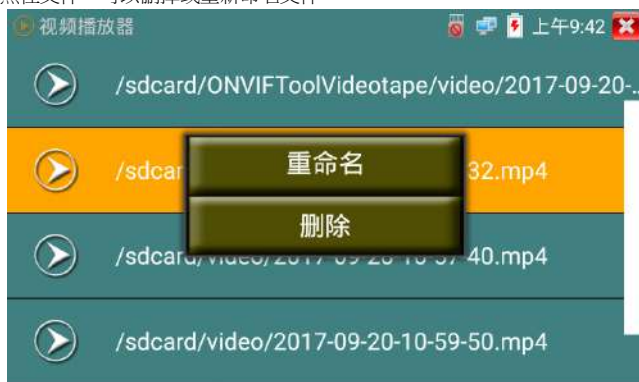 视频播放器
上午9:42
/sdcard/ONVIFToolVideotape/video/2017-09-20-..
/sdcar
32.mp4
重命名
删除
/sdcard/video/2017-09-20-10-57-40.mp4
/sdcard/video/2017-09-20-10-59-50.mp4